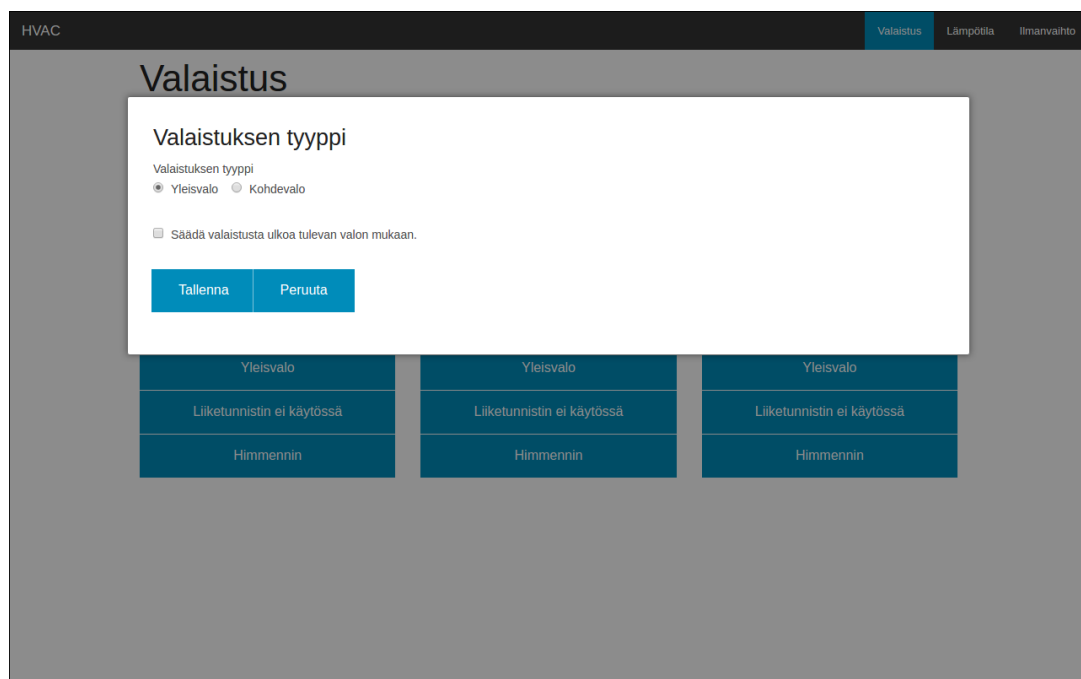 HVAC Valaistus Lämpötila Ilmanvaihto
Valaistus
Valaistuksen tyyppi
Valaistuksen tyyppi
Yleisvalo Kohdevalo
Säädä valaistusta ulkoa tulevan valon mukaan.
Tallenna Peruuta
Yleisvalo Yleisvalo Yleisvalo
Liiketunnistin ei käytössä Liiketunnistin ei käytössä Liiketunnistin ei käytössä
Himmennin Himmennin Himmennin